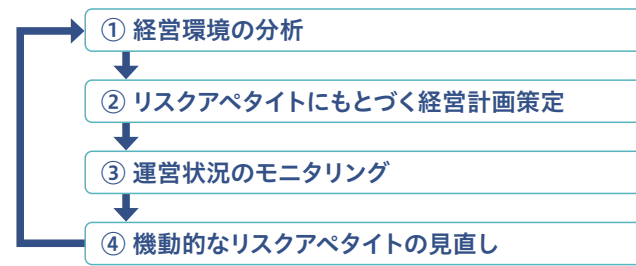 ① 経営環境の分析
② リスクアペタイトにもとづく経営計画策定
③ 運営状況のモニタリング
④ 機動的なリスクアペタイトの見直し